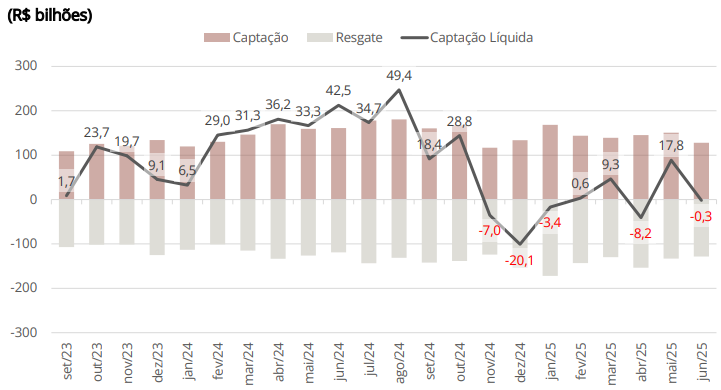 (R$ bilhões)
Captação Resgate Captação Líquida
300
200
100
0
-100
-200
-300
1,7 23,7 19,7 9,1 6,5 29,0 31,3 36,2 33,3 42,5 34,7 49,4 18,4 28,8 -7,0 -20,1 -3,4 0,6 9,3 -8,2 17,8 -0,3
set/23 out/23 nov/23 dez/23 jan/24 fev/24 mar/24 abr/24 mai/24 jun/24 jul/24 ago/24 set/24 out/24 nov/24 dez/24 jan/25 fev/25 mar/25 abr/25 mai/25 jun/25